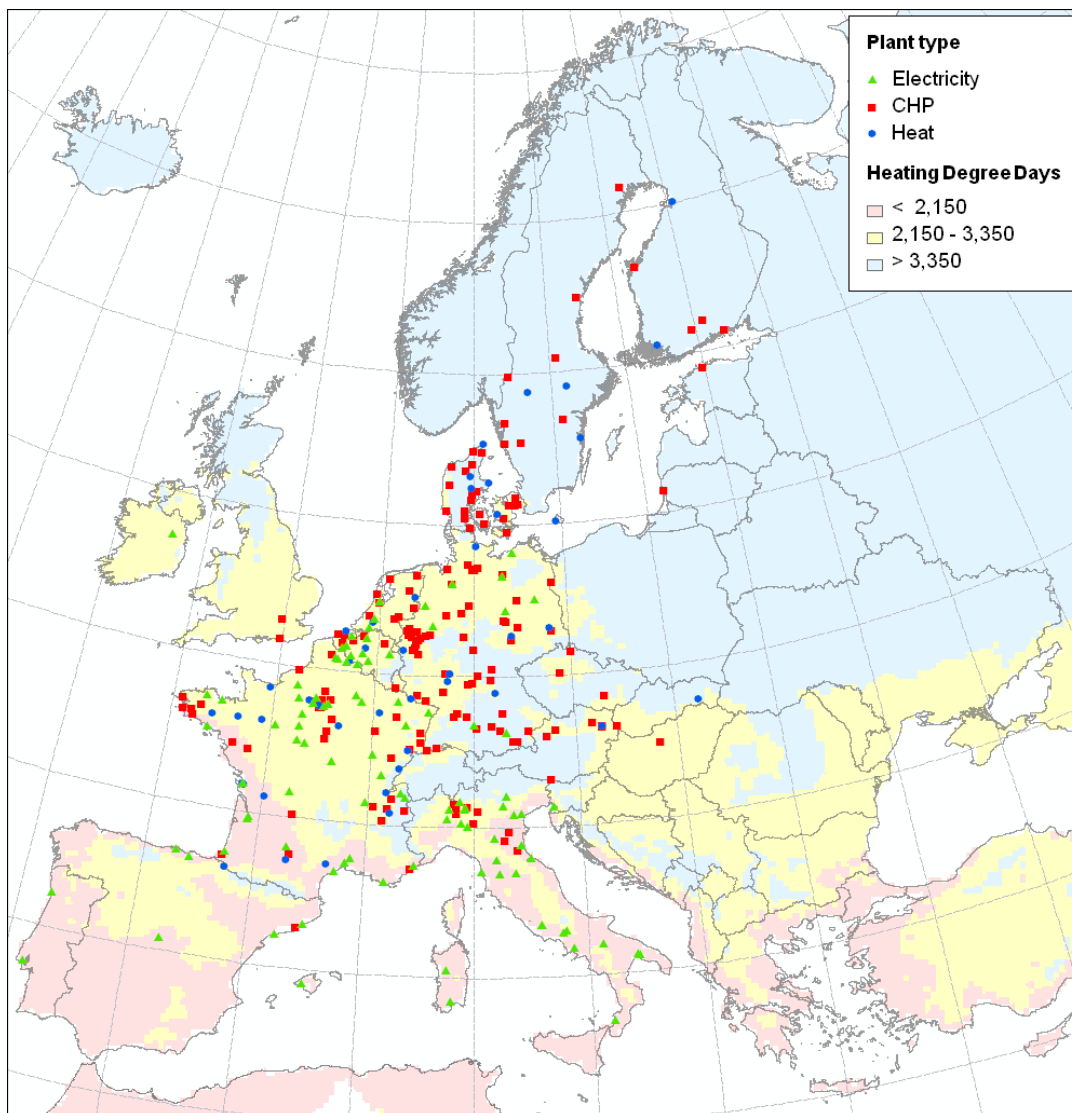 Plant type
Electricity
CHP
Heat
Heating Degree Days
< 2,150
2,150 - 3,350
> 3,350